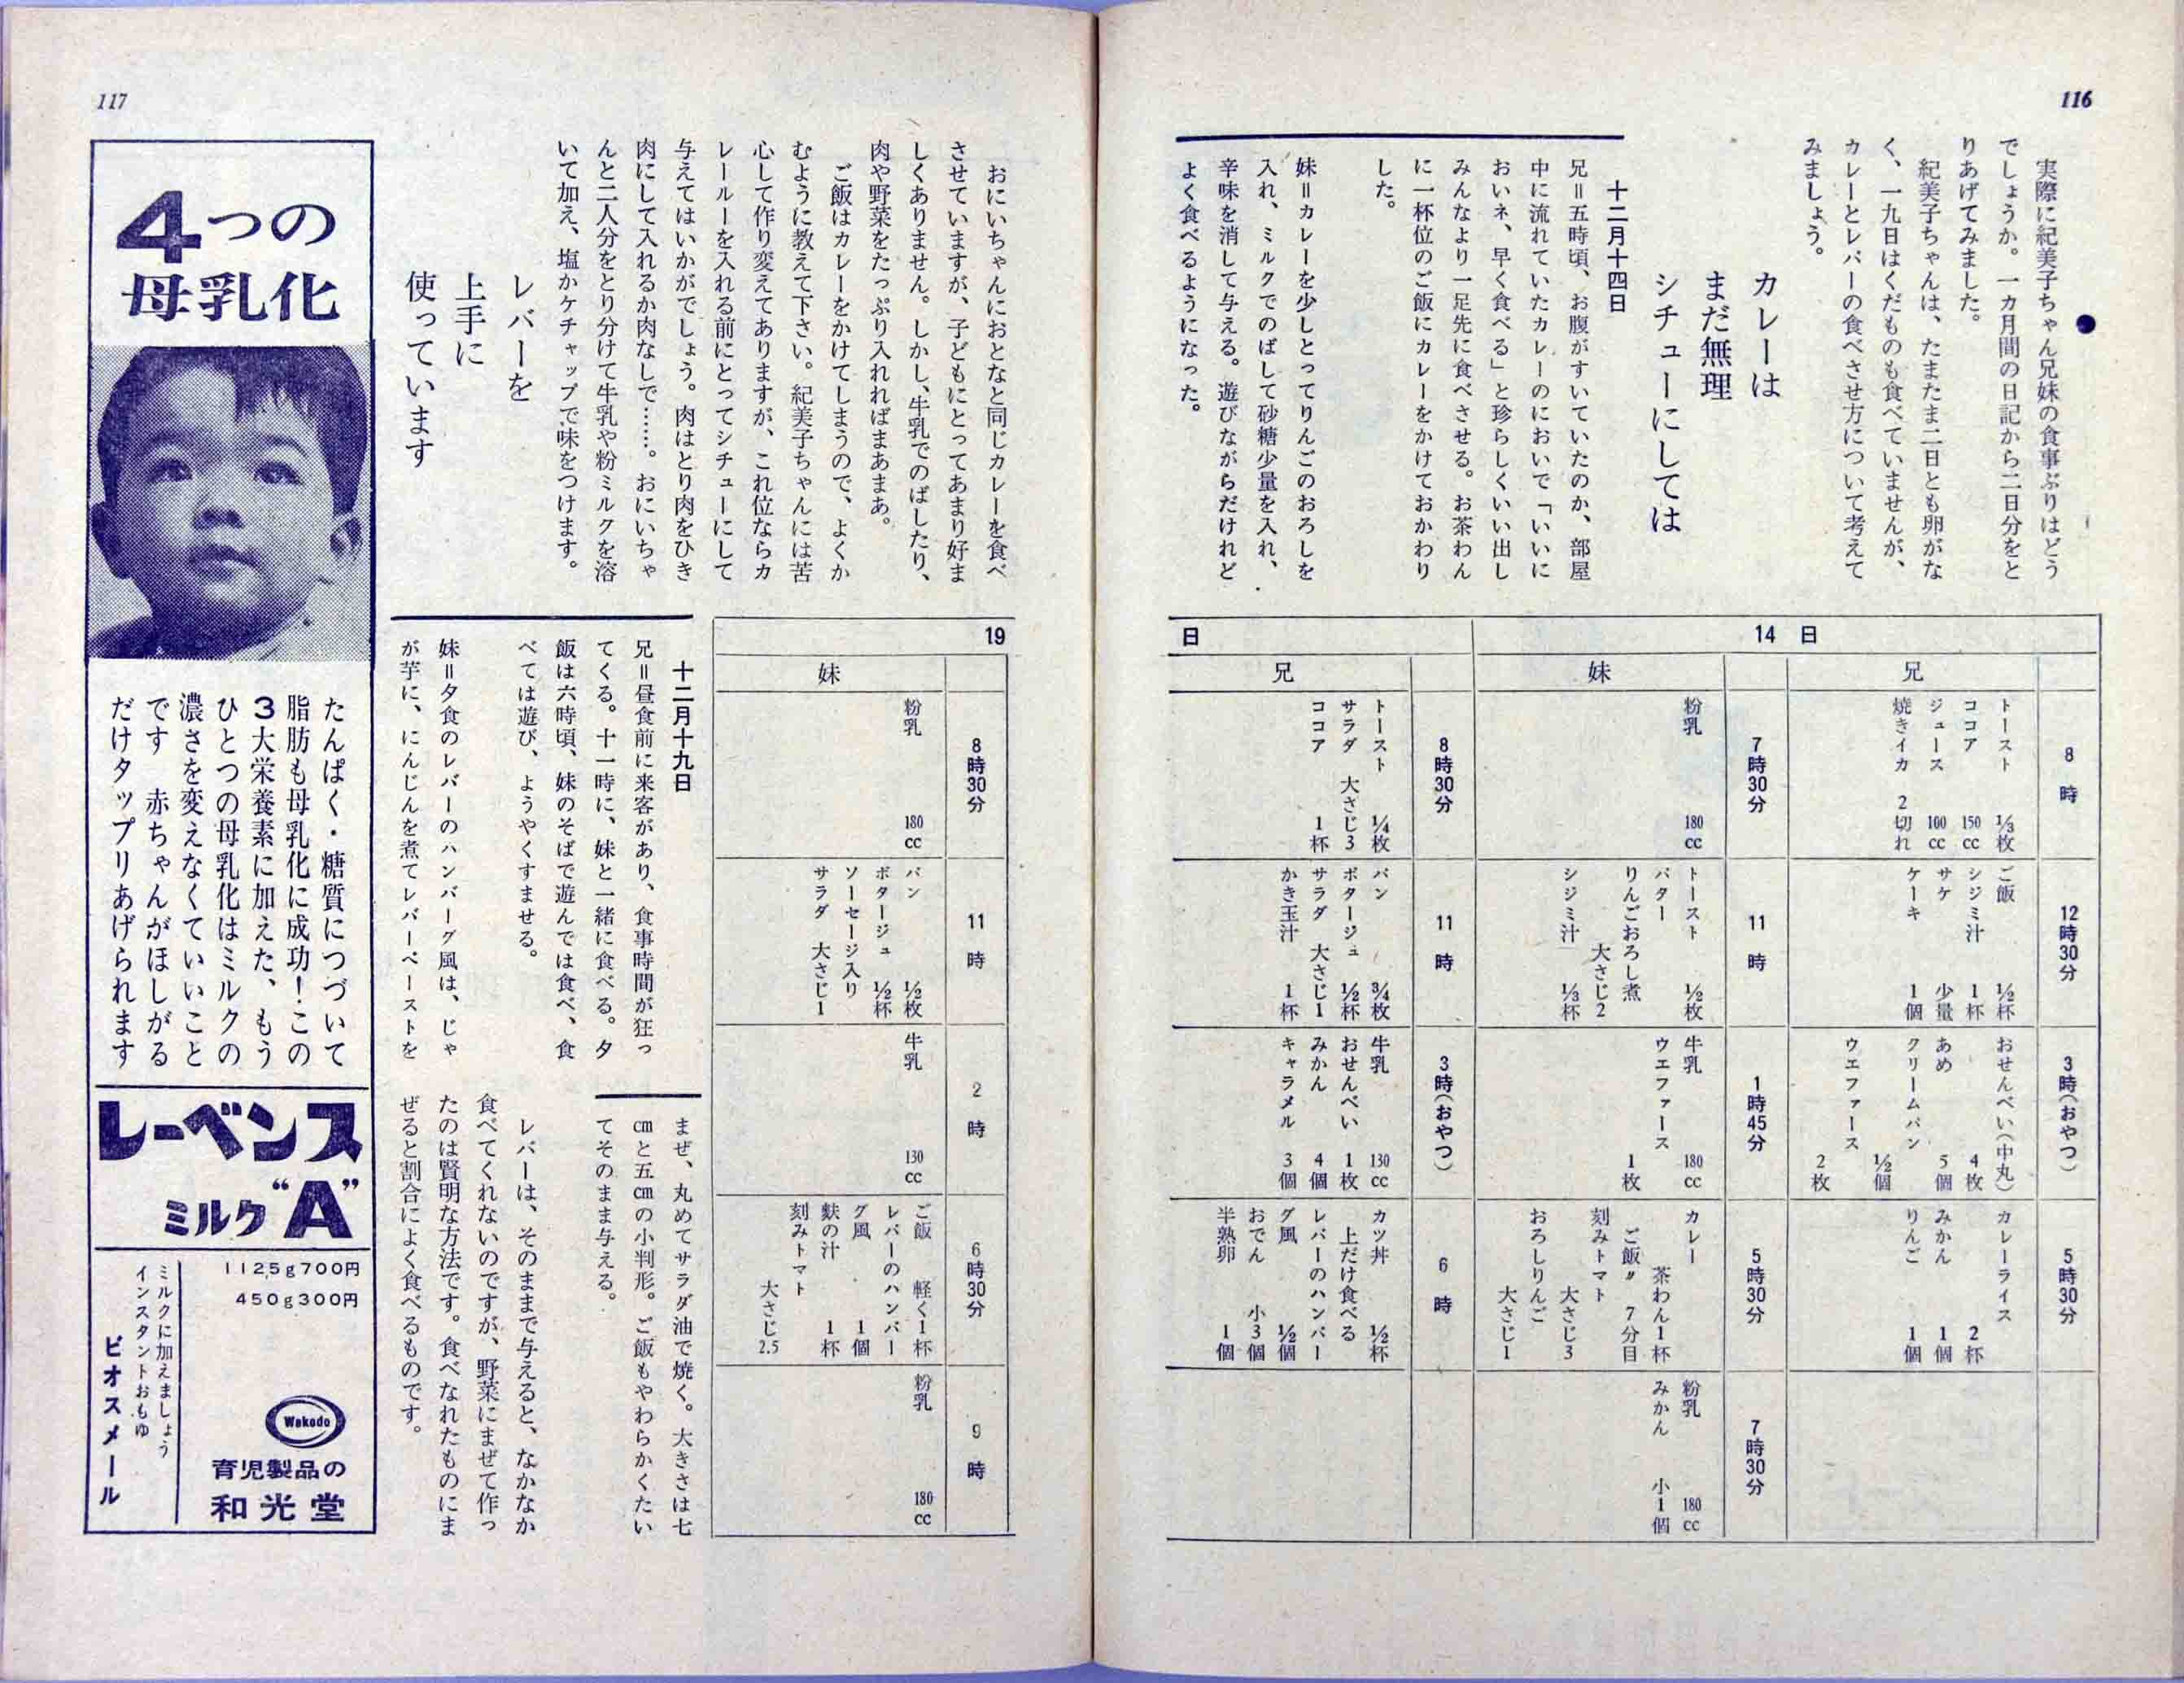 116
実際に紀美子ちゃん兄妹の食事ぶりはどう
でしょうか。一カ月間の日記から二日分をと
りあげてみました。
紀美子ちゃんは、たまたま二日とも卵がな
く、一九日はくだものも食べていませんが、
カレーとレバーの食べさせ方について考えて
みましょう。
カレーは
まだ無理
シチューにしては
十二月十四日
兄＝五時頃、お腹がすいていたのか、部屋
中に流れていたカレーのにおいで「いいに
おいネ、早く食べる」と珍らしくいい出し
みんなより一足先に食べさせる。お茶わん
に一杯位のご飯にカレーをかけておかわり
した。
妹＝カレーを少しとってりんごのおろしを
入れ、ミルクでのばして砂糖少量を入れ、
辛味を消して与える。遊びながらだけれど
よく食べるようになった。
14日
兄
8時
トースト 1/3枚
ココア 150cc
ジュース 100cc
焼きイカ 2切れ
12時30分
ご飯 1/2杯
シジミ汁 1杯
サケ 少量
ケーキ 1個
3時(おやつ)
おせんべい(中丸)
4枚
あめ 5個
クリームパン
1/2個
ウエファース
2枚
5時30分
カレーライス
2杯
みかん 1個
りんご 1個
妹
7時30分
粉乳 180cc
11時
トースト 1/2枚
バター
りんごおろし煮
大さじ2
シジミ汁 1/3杯
1時45分
牛乳 180cc
ウエファース
1枚
5時30分
カレー
茶わん1杯
ご飯〃 7分目
刻みトマト
大さじ3
おろしりんご
大さじ1
7時30分
粉乳 180cc
みかん 小1個
日
兄
8時30分
トースト 1/4枚
サラダ 大さじ3
ココア 1杯
11時
パン 3/4枚
ポタージュ 1/2杯
サラダ 大さじ1
かき玉汁 1杯
3時(おやつ)
牛乳 130cc
おせんべい 1枚
みかん 4個
キャラメル 3個
6時
カツ丼 1/2杯
上だけ食べる
レバーのハンバー
グ風 1/2個
おでん 小3個
半熟卵 1個
117
おにいちゃんにおとなと同じカレーを食べ
させていますが、子どもにとってあまり好ま
しくありません。しかし、牛乳でのばしたり、
肉や野菜をたっぷり入れればまあまあ。
ご飯はカレーをかけてしまうので、よくか
むように教えて下さい。紀美子ちゃんには苦
心して作り変えてありますが、これ位ならカ
レールーを入れる前にとってシチューにして
与えてはいかがでしょう。肉はとり肉をひき
肉にして入れるか肉なしで……。おにいちゃ
んと二人分をとり分けて牛乳や粉ミルクを溶
いて加え、塩かケチャップで味をつけます。
レバーを
上手に
使っています
19
妹
8時30分
粉乳 180cc
11時
パン 1/2枚
ポタージュ 1/2杯
ソーセージ入り
サラダ 大さじ1
2時
牛乳 130cc
6時30分
ご飯 軽く1杯
レバーのハンバー
グ風 1個
麩の汁 1杯
刻みトマト
大さじ2.5
9時
粉乳 180cc
十二月十九日
兄＝昼食前に来客があり、食事時間が狂っ
てくる。十一時に、妹と一緒に食べる。夕
飯は六時頃、妹のそばで遊んでは食べ、食
べては遊び、ようやくすませる。
妹＝夕食のレバーのハンバーグ風は、じゃ
が芋に、にんじんを煮てレバーペーストを
まぜ、丸めてサラダ油で焼く。大きさは七
cmと五cmの小判形。ご飯もやわらかくたい
てそのまま与える。
レバーは、そのままで与えると、なかなか
食べてくれないのですが、野菜にまぜて作っ
たのは賢明な方法です。食べなれたものにま
ぜると割合によく食べるものです。
4つの
母乳化
たんぱく・糖質につづいて
脂肪も母乳化に成功！この
3大栄養素に加えた、もう
ひとつの母乳化はミルクの
濃さを変えなくていいこと
です 赤ちゃんがほしがる
だけタップリあげられます
レーベンス
ミルク“A”
1125g700円
450g300円
Wakodo
育児製品の
和光堂
ミルクに加えましょう
インスタントおもゆ
ビオスメール